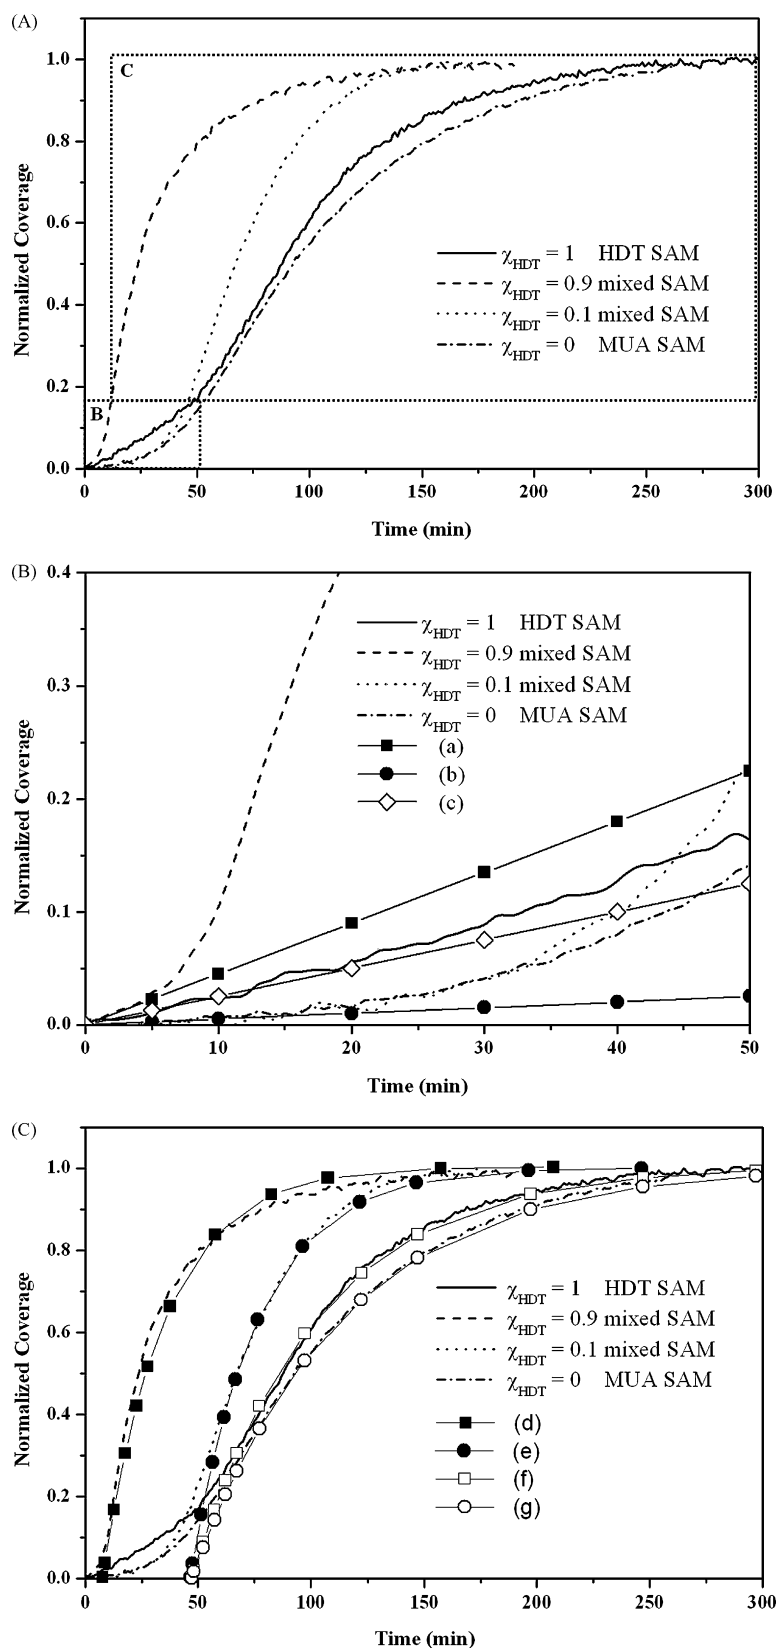 (A)
C
B
Normalized Coverage
1.0
0.8
0.6
0.4
0.2
0.0
χHDT = 1 HDT SAM
χHDT = 0.9 mixed SAM
χHDT = 0.1 mixed SAM
χHDT = 0 MUA SAM
0 50 100 150 200 250 300
Time (min)
(B)
Normalized Coverage
0.4
0.3
0.2
0.1
0.0
χHDT = 1 HDT SAM
χHDT = 0.9 mixed SAM
χHDT = 0.1 mixed SAM
χHDT = 0 MUA SAM
(a)
(b)
(c)
0 10 20 30 40 50
Time (min)
(C)
Normalized Coverage
1.0
0.8
0.6
0.4
0.2
0.0
χHDT = 1 HDT SAM
χHDT = 0.9 mixed SAM
χHDT = 0.1 mixed SAM
χHDT = 0 MUA SAM
(d)
(e)
(f)
(g)
0 50 100 150 200 250 300
Time (min)